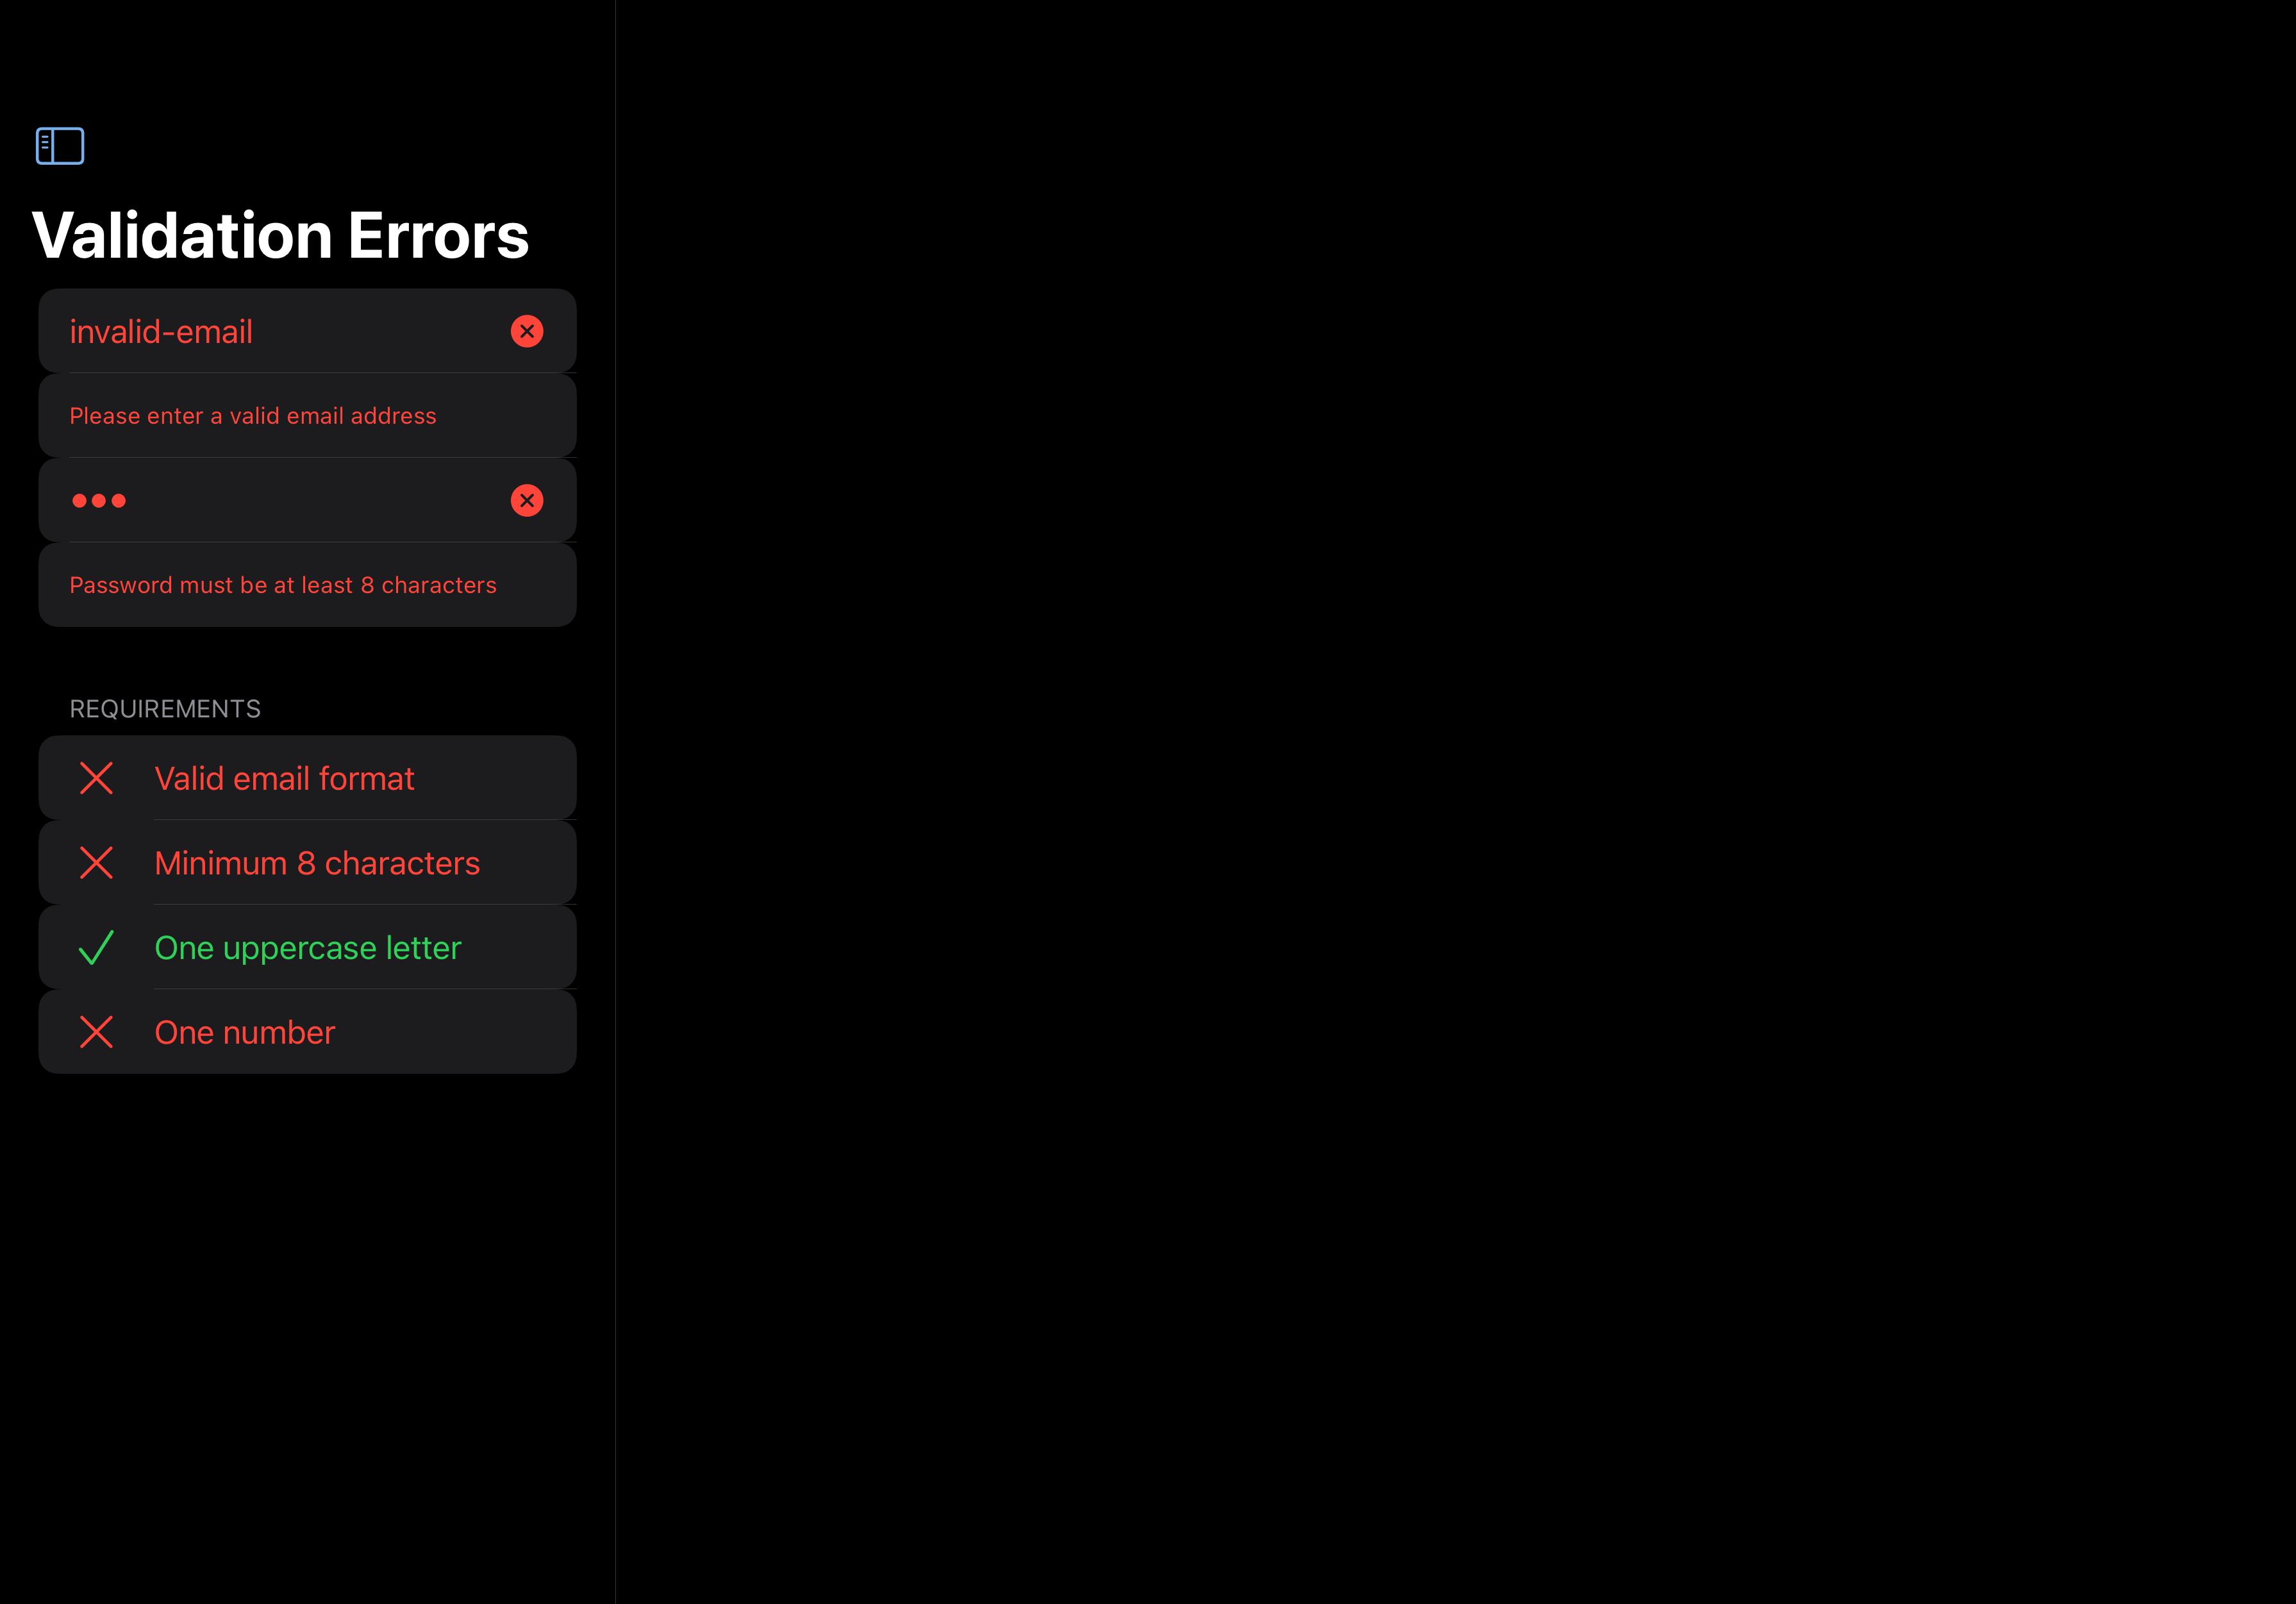 Validation Errors
invalid-email
Please enter a valid email address
•••
Password must be at least 8 characters
REQUIREMENTS
Valid email format
Minimum 8 characters
One uppercase letter
One number